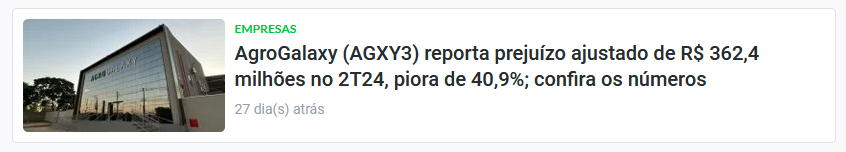 EMPRESAS
AgroGalaxy (AGXY3) reporta prejuízo ajustado de R$ 362,4
milhões no 2T24, piora de 40,9%; confira os números
27 dia(s) atrás
AGROGALAXY